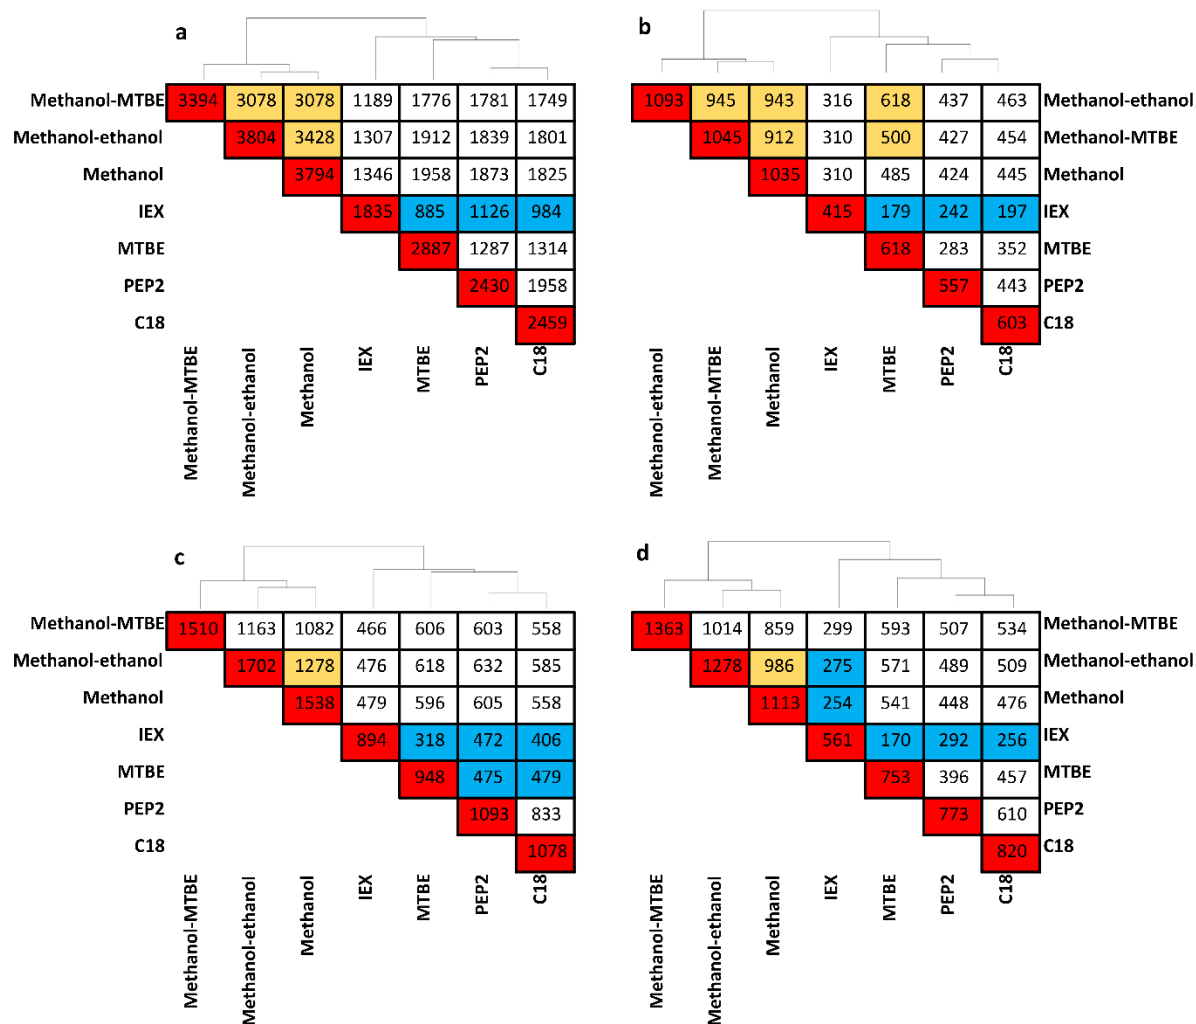 a
Methanol-MTBE 3394 3078 3078 1189 1776 1781 1749
Methanol-ethanol 3804 3428 1307 1912 1839 1801
Methanol 3794 1346 1958 1873 1825
IEX 1835 885 1126 984
MTBE 2887 1287 1314
PEP2 2430 1958
C18 2459
Methanol-MTBE Methanol-ethanol Methanol IEX MTBE PEP2 C18
b
1093 945 943 316 618 437 463 Methanol-ethanol
1045 912 310 500 427 454 Methanol-MTBE
1035 310 485 424 445 Methanol
415 179 242 197 IEX
618 283 352 MTBE
557 443 PEP2
603 C18
Methanol-ethanol Methanol-MTBE Methanol IEX MTBE PEP2 C18
c
Methanol-MTBE 1510 1163 1082 466 606 603 558
Methanol-ethanol 1702 1278 476 618 632 585
Methanol 1538 479 596 605 558
IEX 894 318 472 406
MTBE 948 475 479
PEP2 1093 833
C18 1078
Methanol-MTBE Methanol-ethanol Methanol IEX MTBE PEP2 C18
d
1363 1014 859 299 593 507 534 Methanol-MTBE
1278 986 275 571 489 509 Methanol-ethanol
1113 254 541 448 476 Methanol
561 170 292 256 IEX
753 396 457 MTBE
773 610 PEP2
820 C18
Methanol-MTBE Methanol-ethanol Methanol IEX MTBE PEP2 C18